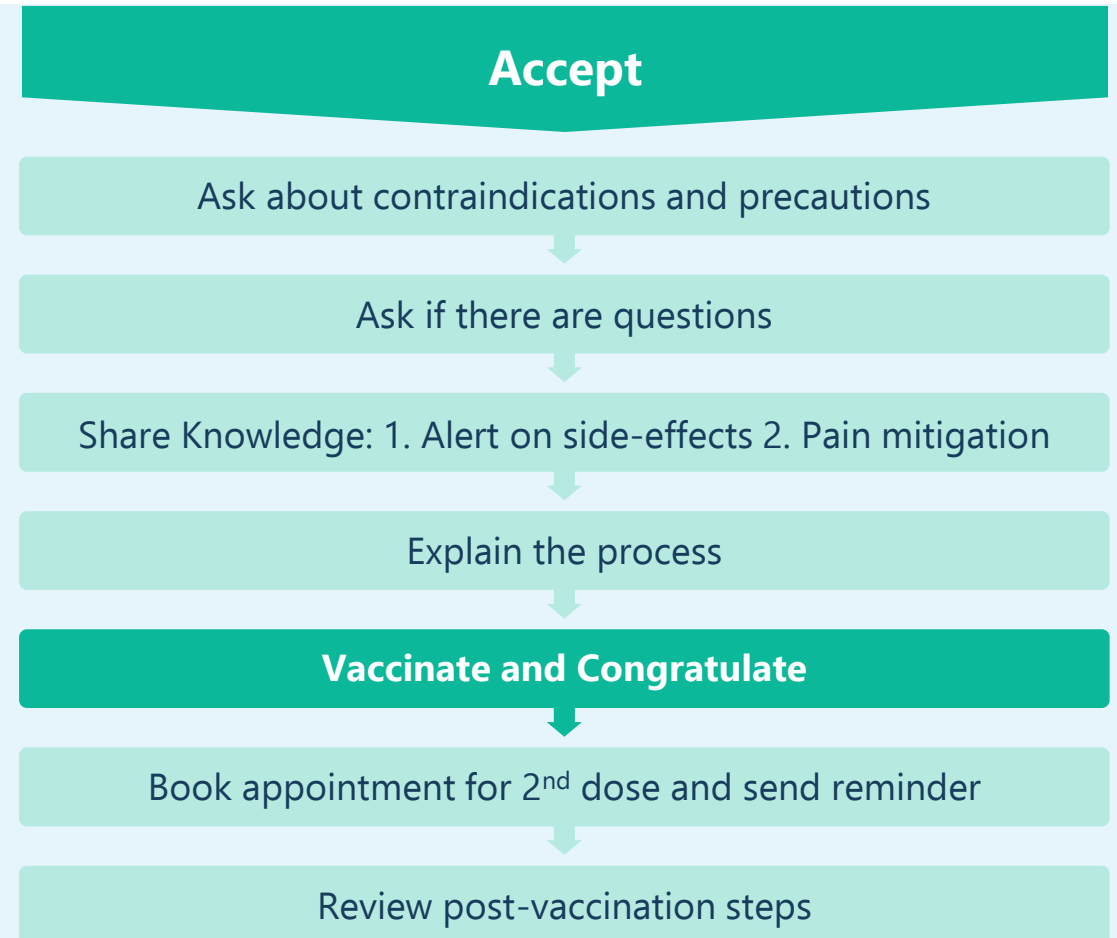 Accept
Ask about contraindications and precautions
Ask if there are questions
Share Knowledge: 1. Alert on side-effects 2. Pain mitigation
Explain the process
Vaccinate and Congratulate
Book appointment for 2nd dose and send reminder
Review post-vaccination steps